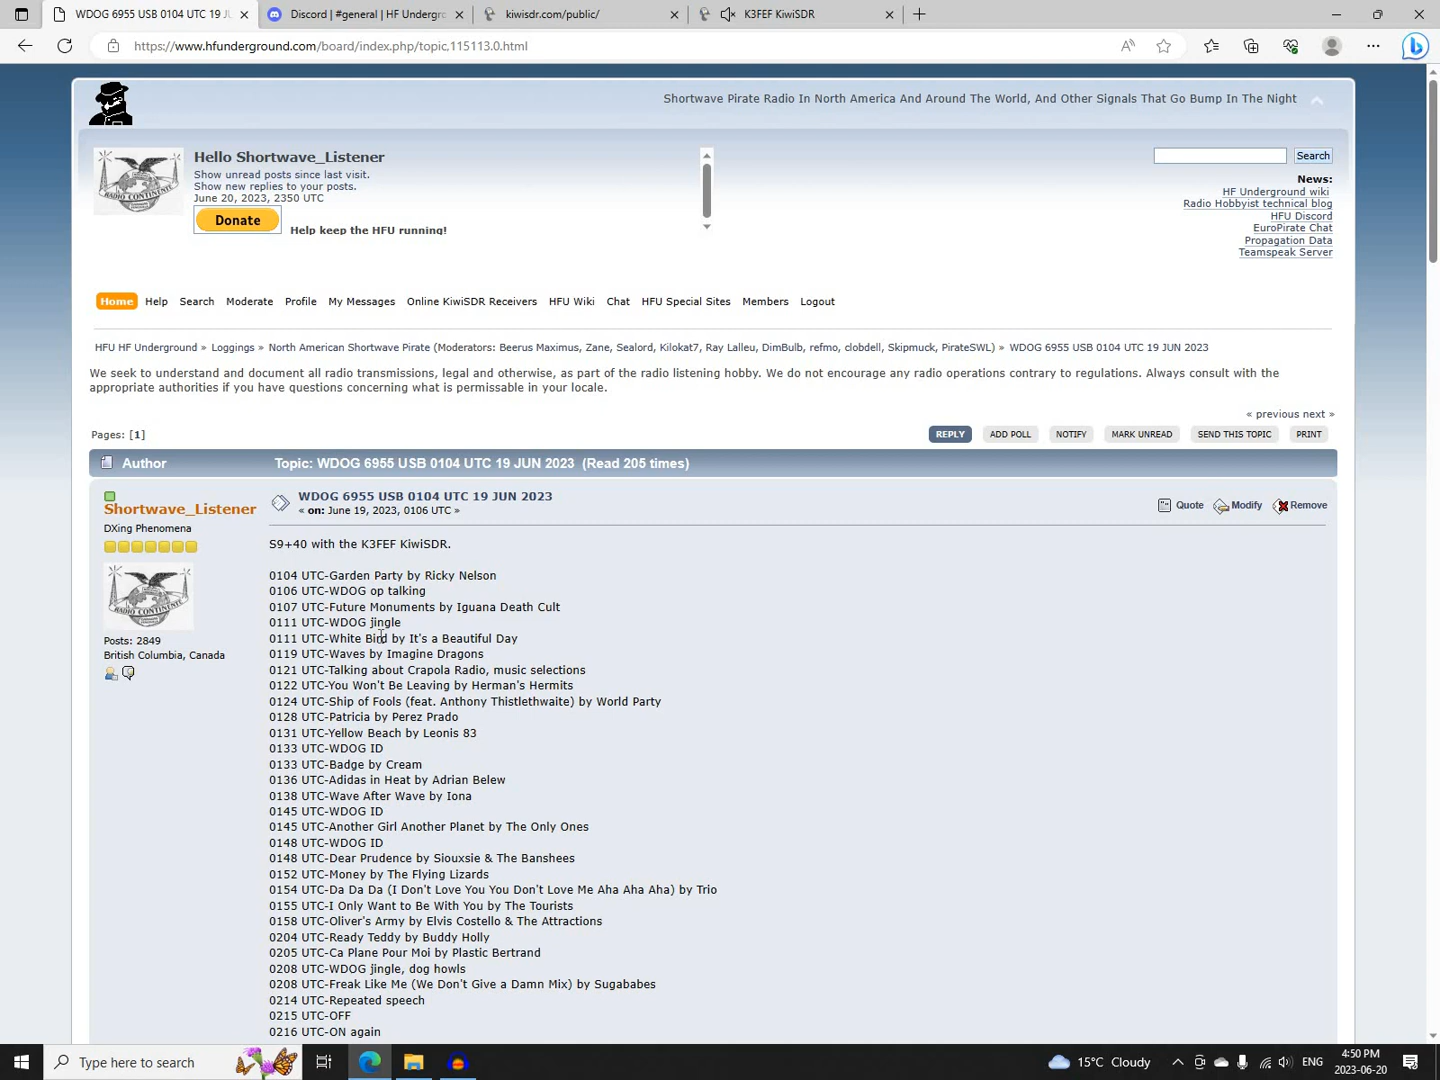 WDOG 6955 USB 0104 UTC 19 JU
Discord | #general | HF Undergro
kiwisdr.com/public/
K3FEF KiwiSDR
https://www.hfunderground.com/board/index.php/topic,115113.0.html
Shortwave Pirate Radio In North America And Around The World, And Other Signals That Go Bump In The Night
RADIO CONTINENTE
Hello Shortwave_Listener
Show unread posts since last visit.
Show new replies to your posts.
June 20, 2023, 2350 UTC
Donate
Help keep the HFU running!
Search
News:
HF Underground wiki
Radio Hobbyist technical blog
HFU Discord
EuroPirate Chat
Propagation Data
Teamspeak Server
Home Help Search Moderate Profile My Messages Online KiwiSDR Receivers HFU Wiki Chat HFU Special Sites Members Logout
HFU HF Underground » Loggings » North American Shortwave Pirate (Moderators: Beerus Maximus, Zane, Sealord, Kilokat7, Ray Lalleu, DimBulb, refmo, clobdell, Skipmuck, PirateSWL) » WDOG 6955 USB 0104 UTC 19 JUN 2023
We seek to understand and document all radio transmissions, legal and otherwise, as part of the radio listening hobby. We do not encourage any radio operations contrary to regulations. Always consult with the
appropriate authorities if you have questions concerning what is permissable in your locale.
« previous next »
Pages: [1]
REPLY ADD POLL NOTIFY MARK UNREAD SEND THIS TOPIC PRINT
Author Topic: WDOG 6955 USB 0104 UTC 19 JUN 2023 (Read 205 times)
Shortwave_Listener
DXing Phenomena
RADIO CONTINENTE
Posts: 2849
British Columbia, Canada
WDOG 6955 USB 0104 UTC 19 JUN 2023
« on: June 19, 2023, 0106 UTC »
Quote Modify Remove
S9+40 with the K3FEF KiwiSDR.
0104 UTC-Garden Party by Ricky Nelson
0106 UTC-WDOG op talking
0107 UTC-Future Monuments by Iguana Death Cult
0111 UTC-WDOG jingle
0111 UTC-White Bird by It's a Beautiful Day
0119 UTC-Waves by Imagine Dragons
0121 UTC-Talking about Crapola Radio, music selections
0122 UTC-You Won't Be Leaving by Herman's Hermits
0124 UTC-Ship of Fools (feat. Anthony Thistlethwaite) by World Party
0128 UTC-Patricia by Perez Prado
0131 UTC-Yellow Beach by Leonis 83
0133 UTC-WDOG ID
0133 UTC-Badge by Cream
0136 UTC-Adidas in Heat by Adrian Belew
0138 UTC-Wave After Wave by Iona
0145 UTC-WDOG ID
0145 UTC-Another Girl Another Planet by The Only Ones
0148 UTC-WDOG ID
0148 UTC-Dear Prudence by Siouxsie & The Banshees
0152 UTC-Money by The Flying Lizards
0154 UTC-Da Da Da (I Don't Love You You Don't Love Me Aha Aha Aha) by Trio
0155 UTC-I Only Want to Be With You by The Tourists
0158 UTC-Oliver's Army by Elvis Costello & The Attractions
0204 UTC-Ready Teddy by Buddy Holly
0205 UTC-Ca Plane Pour Moi by Plastic Bertrand
0208 UTC-WDOG jingle, dog howls
0208 UTC-Freak Like Me (We Don't Give a Damn Mix) by Sugababes
0214 UTC-Repeated speech
0215 UTC-OFF
0216 UTC-ON again
Type here to search
15°C Cloudy
ENG
4:50 PM
2023-06-20